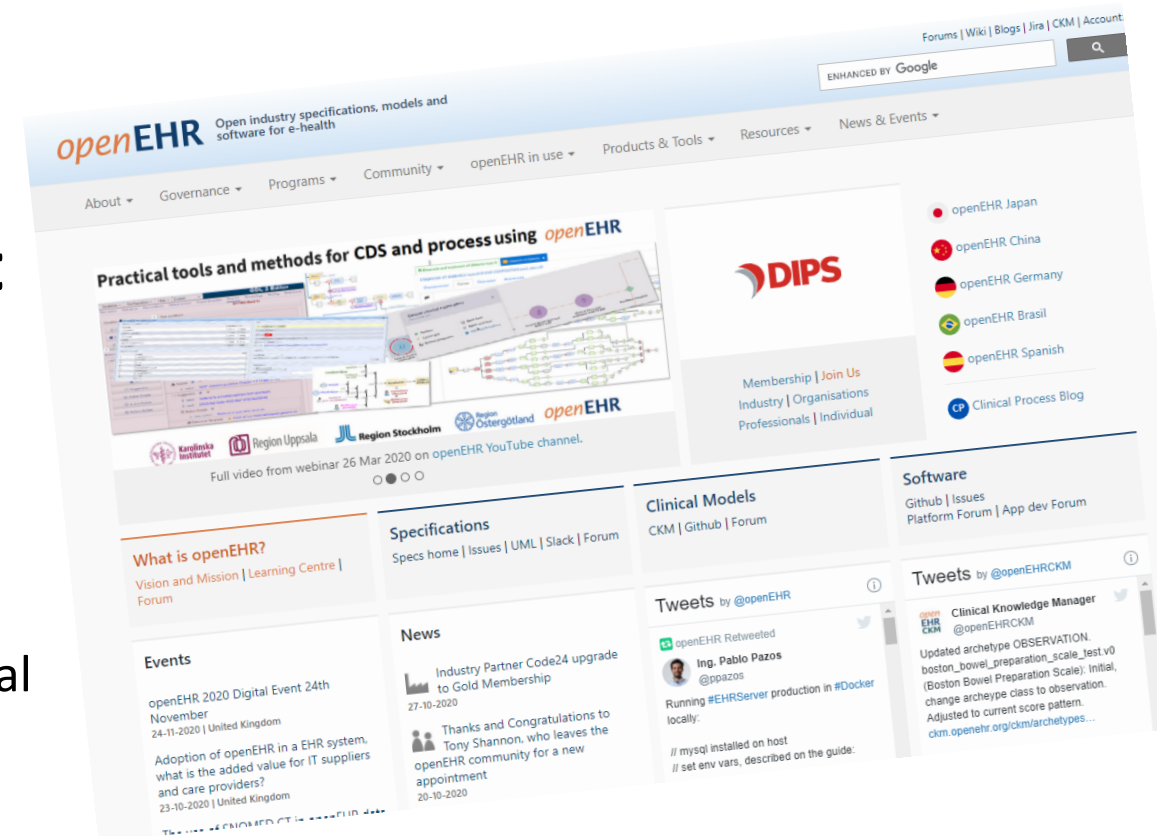 Forums | Wiki | Blogs | Jira | CKM | Account
ENHANCED BY Google
openEHR
Open industry specifications, models and
software for e-health
About
Governance
Programs
Community
openEHR in use
Products & Tools
Resources
News & Events
Practical tools and methods for CDS and process using openEHR
Karolinska
Institutet
Region Uppsala
Region Stockholm
Region
Östergötland
openEHR
Full video from webinar 26 Mar 2020 on openEHR YouTube channel.
DIPS
Membership | Join Us
Industry | Organisations
Professionals | Individual
openEHR Japan
openEHR China
openEHR Germany
openEHR Brasil
openEHR Spanish
CP Clinical Process Blog
What is openEHR?
Vision and Mission | Learning Centre |
Forum
Specifications
Specs home | Issues | UML | Slack | Forum
Clinical Models
CKM | Github | Forum
Software
Github | Issues
Platform Forum | App dev Forum
al
Events
openEHR 2020 Digital Event 24th
November
24-11-2020 | United Kingdom
Adoption of openEHR in a EHR system,
what is the added value for IT suppliers
and care providers?
23-10-2020 | United Kingdom
The use of SNOMED CT in openEHR data
News
Industry Partner Code24 upgrade
to Gold Membership
27-10-2020
Thanks and Congratulations to
Tony Shannon, who leaves the
openEHR community for a new
appointment
20-10-2020
Tweets by @openEHR
openEHR Retweeted
Ing. Pablo Pazos
@ppazos
Running #EHRServer production in #Docker
locally:
// mysql installed on host
// set env vars, described on the guide:
Tweets by @openEHRCKM
open
EHR
CKM
Clinical Knowledge Manager
@openEHRCKM
Updated archetype OBSERVATION.
boston_bowel_preparation_scale_test.v0
(Boston Bowel Preparation Scale): Initial,
change archeype class to observation.
Adjusted to current score pattern.
ckm.openehr.org/ckm/archetypes…